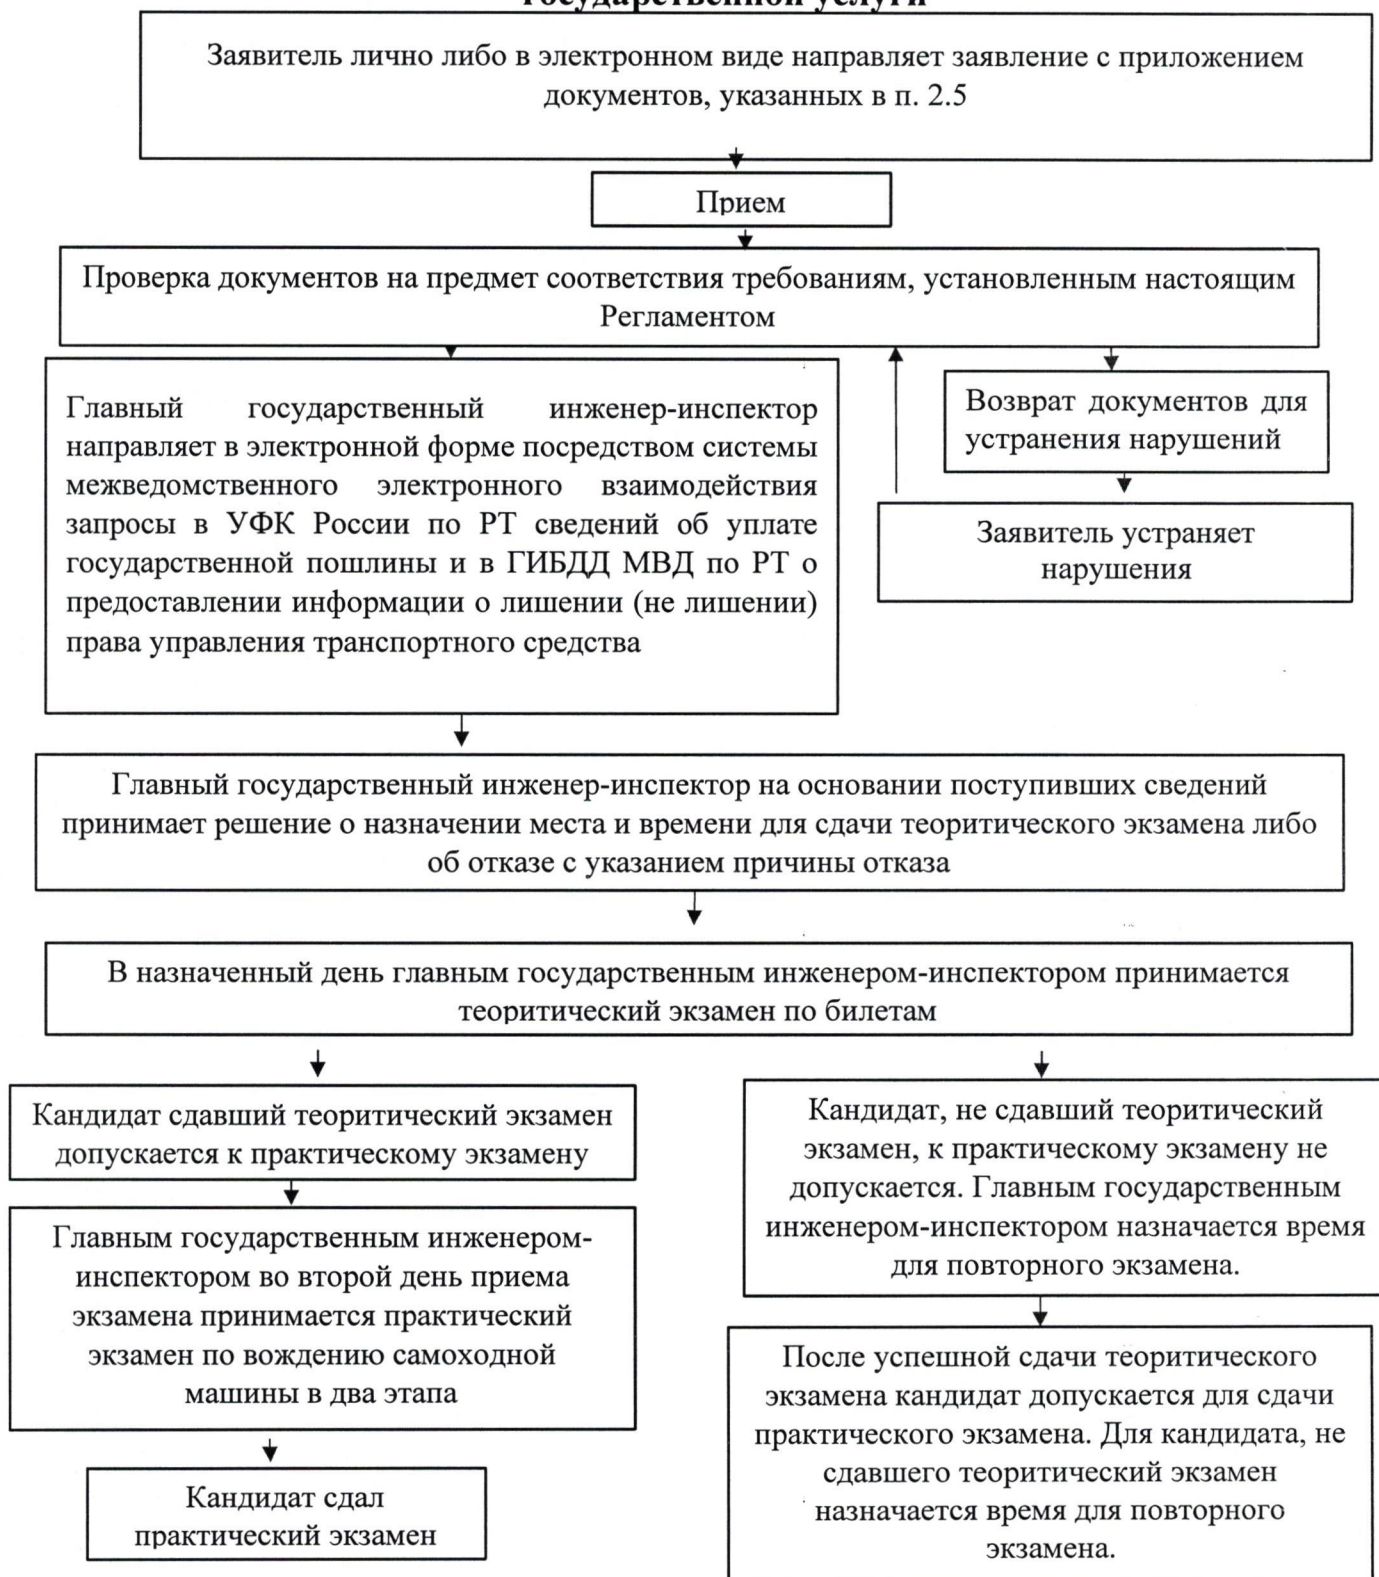 государственной услуги
Заявитель лично либо в электронном виде направляет заявление с приложением
документов, указанных в п. 2.5
Прием
Проверка документов на предмет соответствия требованиям, установленным настоящим
Регламентом
Главный государственный инженер-инспектор
направляет в электронной форме посредством системы
межведомственного электронного взаимодействия
запросы в УФК России по РТ сведений об уплате
государственной пошлины и в ГИБДД МВД по РТ о
предоставлении информации о лишении (не лишении)
права управления транспортного средства
Возврат документов для
устранения нарушений
Заявитель устраняет
нарушения
Главный государственный инженер-инспектор на основании поступивших сведений
принимает решение о назначении места и времени для сдачи теоритического экзамена либо
об отказе с указанием причины отказа
В назначенный день главным государственным инженером-инспектором принимается
теоритический экзамен по билетам
Кандидат сдавший теоритический экзамен
допускается к практическому экзамену
Главным государственным инженером-
инспектором во второй день приема
экзамена принимается практический
экзамен по вождению самоходной
машины в два этапа
Кандидат сдал
практический экзамен
Кандидат, не сдавший теоритический
экзамен, к практическому экзамену не
допускается. Главным государственным
инженером-инспектором назначается время
для повторного экзамена.
После успешной сдачи теоритического
экзамена кандидат допускается для сдачи
практического экзамена. Для кандидата, не
сдавшего теоритический экзамен
назначается время для повторного
экзамена.